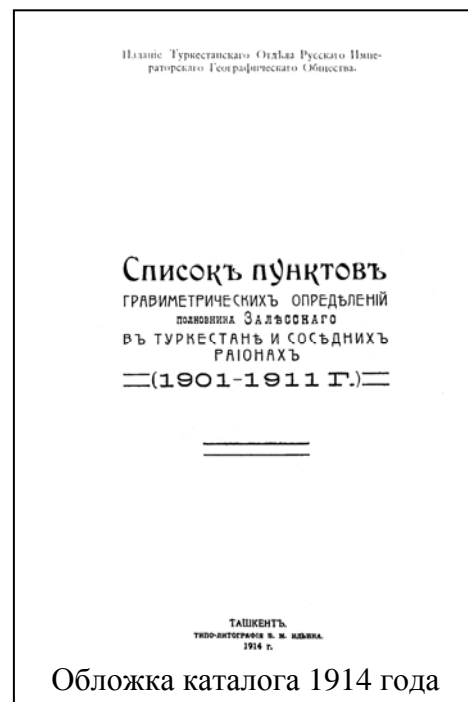 Изданіе Туркестанскаго Отдѣла Русскаго Импе-
раторскаго Географическаго Общества.
Списокъ пунктовъ
ГРАВИМЕТРИЧЕСКИХЪ ОПРЕДѢЛЕНІЙ
ПОЛКОВНИКА ЗАЛѢССКАГО
ВЪ ТУРКЕСТАНѢ И СОСѢДНИХЪ
РАІОНАХЪ
(1901-1911 Г.)
ТАШКЕНТЪ.
ТИПО-ЛИТОГРАФІЯ В. М. ИЛЬИНА.
1914 г.
Обложка каталога 1914 года